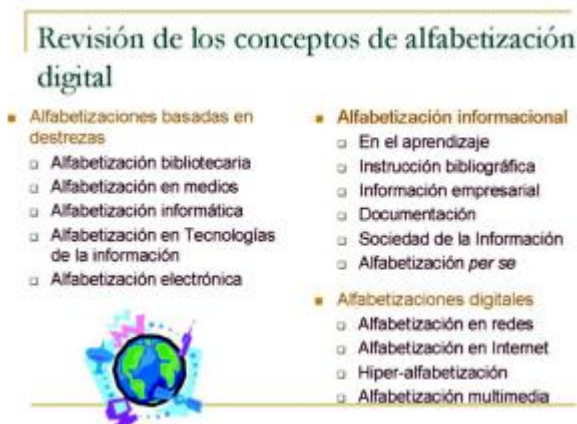 Revisión de los conceptos de alfabetización
digital
Alfabetizaciones basadas en
destrezas
Alfabetización bibliotecaria
Alfabetización en medios
Alfabetización informática
Alfabetización en Tecnologías
de la información
Alfabetización electrónica
Alfabetización informacional
En el aprendizaje
Instrucción bibliográfica
Información empresarial
Documentación
Sociedad de la Información
Alfabetización per se
Alfabetizaciones digitales
Alfabetización en redes
Alfabetización en Internet
Hiper-alfabetización
Alfabetización multimedia